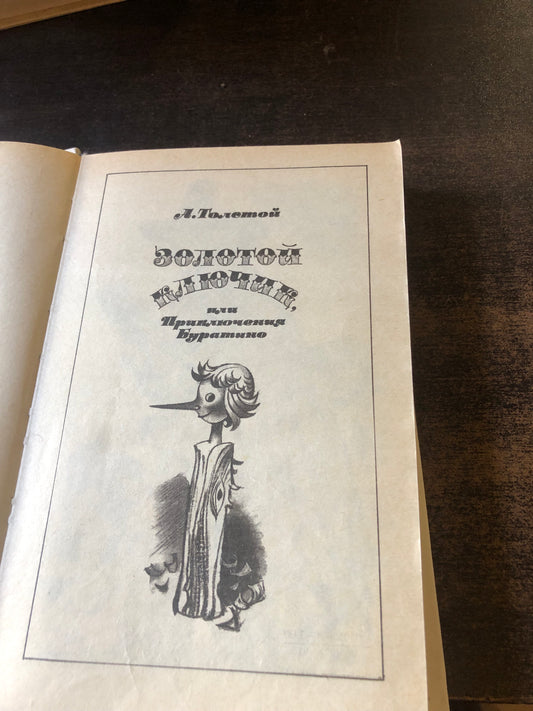 А. Толстой
ЗОЛОТОЙ
КЛЮЧИК,
или
Приключения
Буратино